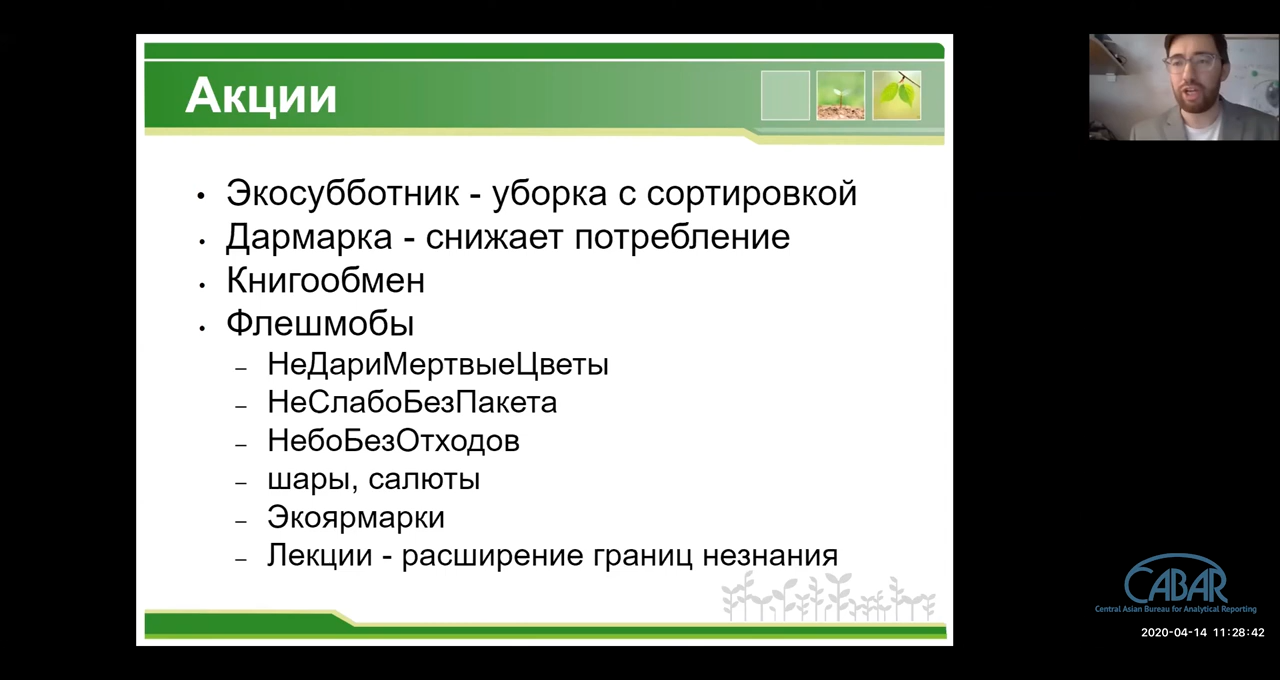 Акции
• Экосубботник - уборка с сортировкой
• Дармарка - снижает потребление
• Книгообмен
• Флешмобы
– НеДариМертвыеЦветы
– НеСлабоБезПакета
– НебоБезОтходов
– шары, салюты
– Экоярмарки
– Лекции - расширение границ незнания
CABAR
Central Asian Bureau for Analytical Reporting
2020-04-14 11:28:42